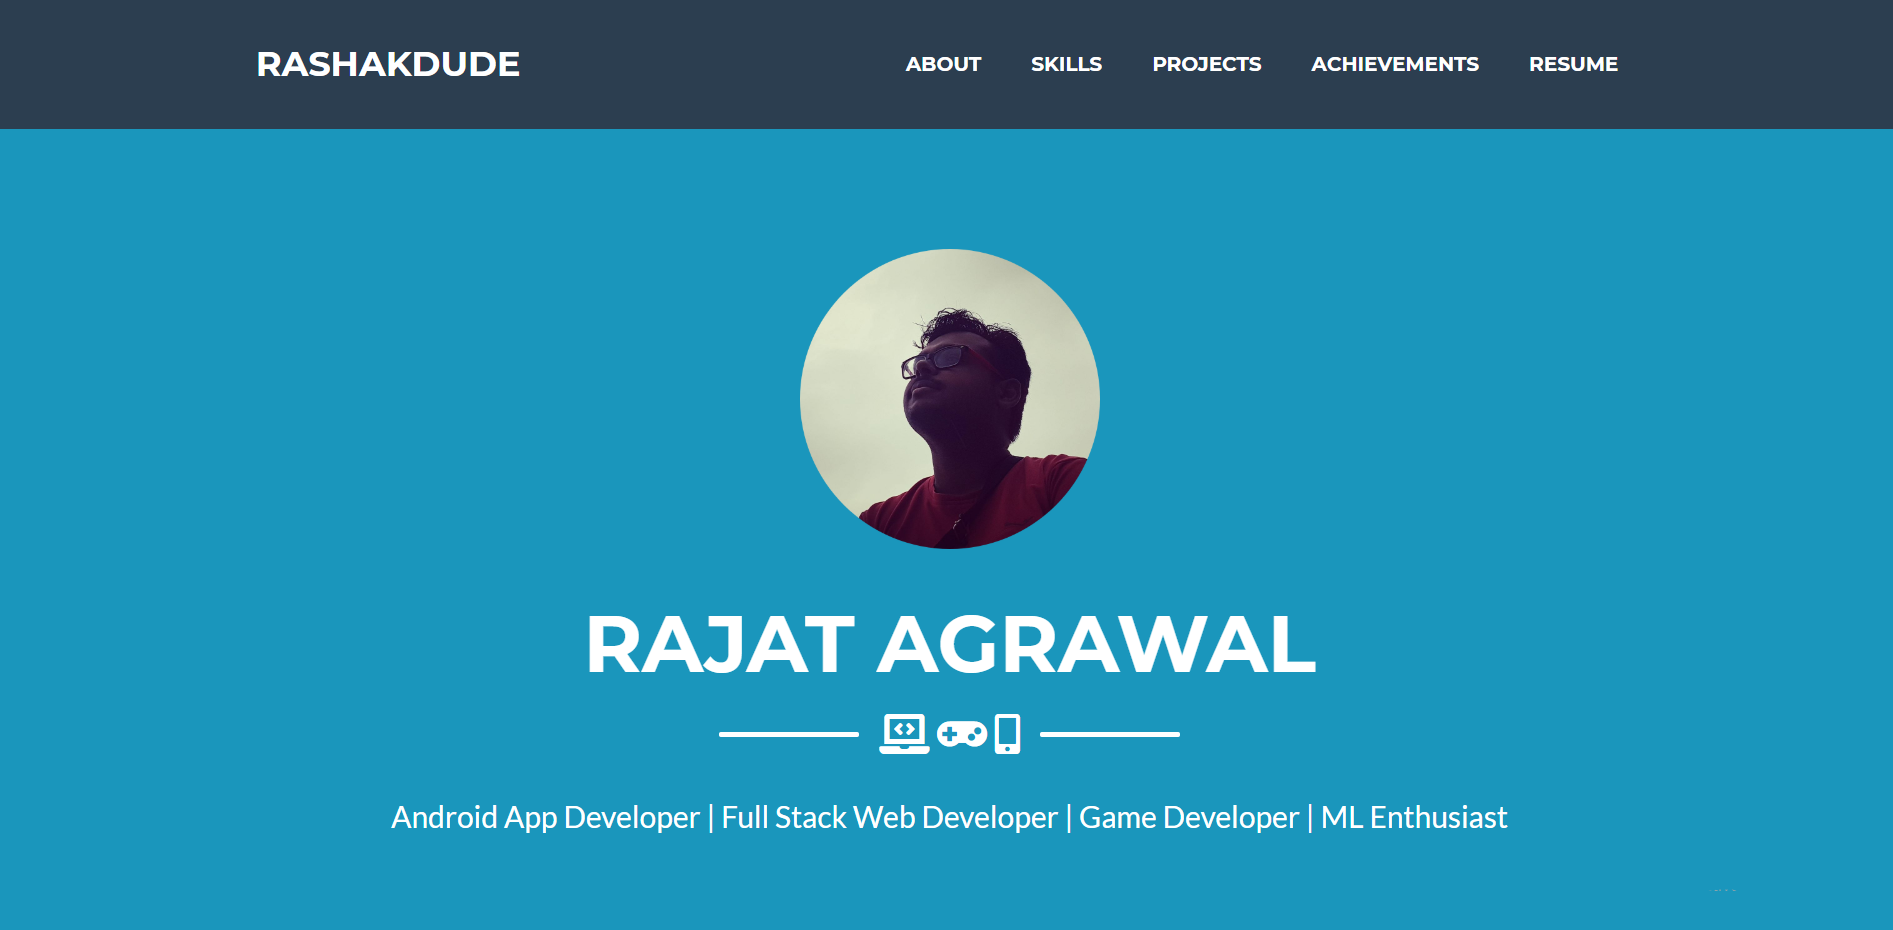 RASHAKDUDE
ABOUT SKILLS PROJECTS ACHIEVEMENTS RESUME
RAJAT AGRAWAL
Android App Developer | Full Stack Web Developer | Game Developer | ML Enthusiast